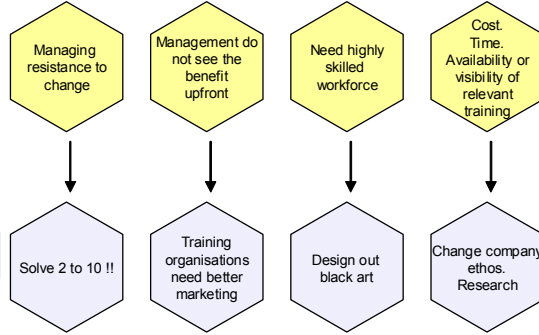 Managing
resistance to
change
Management do
not see the
benefit
upfront
Need highly
skilled
workforce
Cost.
Time.
Availability or
visibility of
relevant
training
Solve 2 to 10 !!
Training
organisations
need better
marketing
Design out
black art
Change company
ethos.
Research